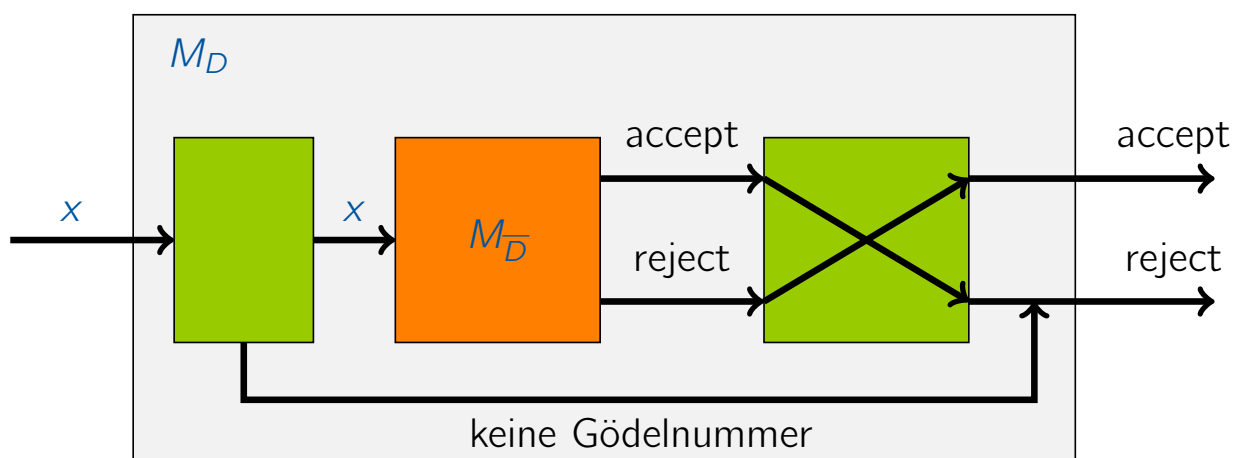 M_D
accept accept
x x
M_D̅
reject reject
keine Gödelnummer